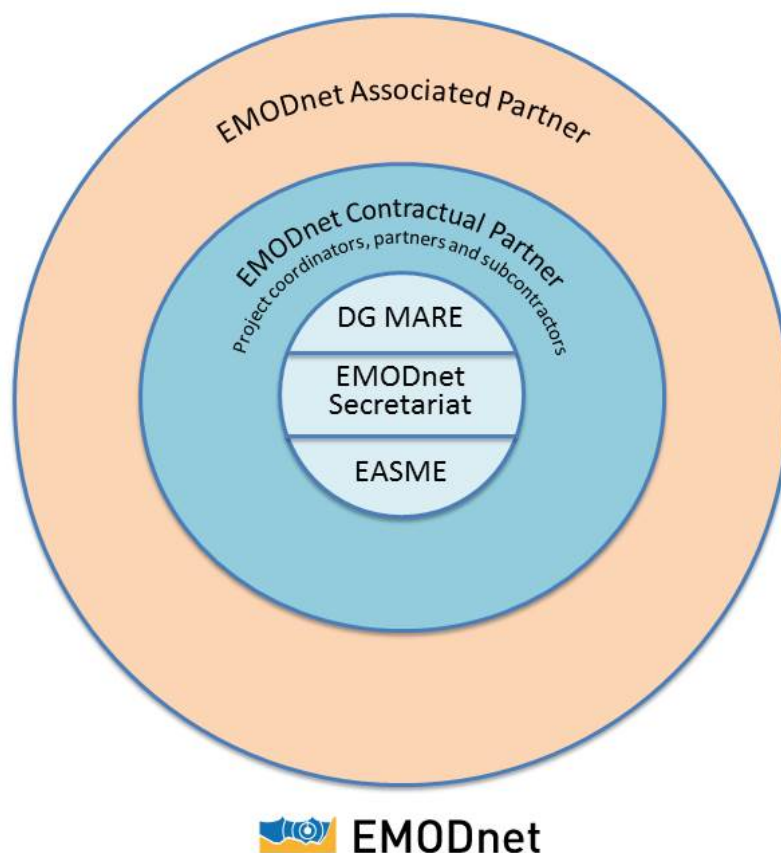 EMODnet Associated Partner
EMODnet Contractual Partner
Project coordinators, partners and subcontractors
DG MARE
EMODnet
Secretariat
EASME
EMODnet